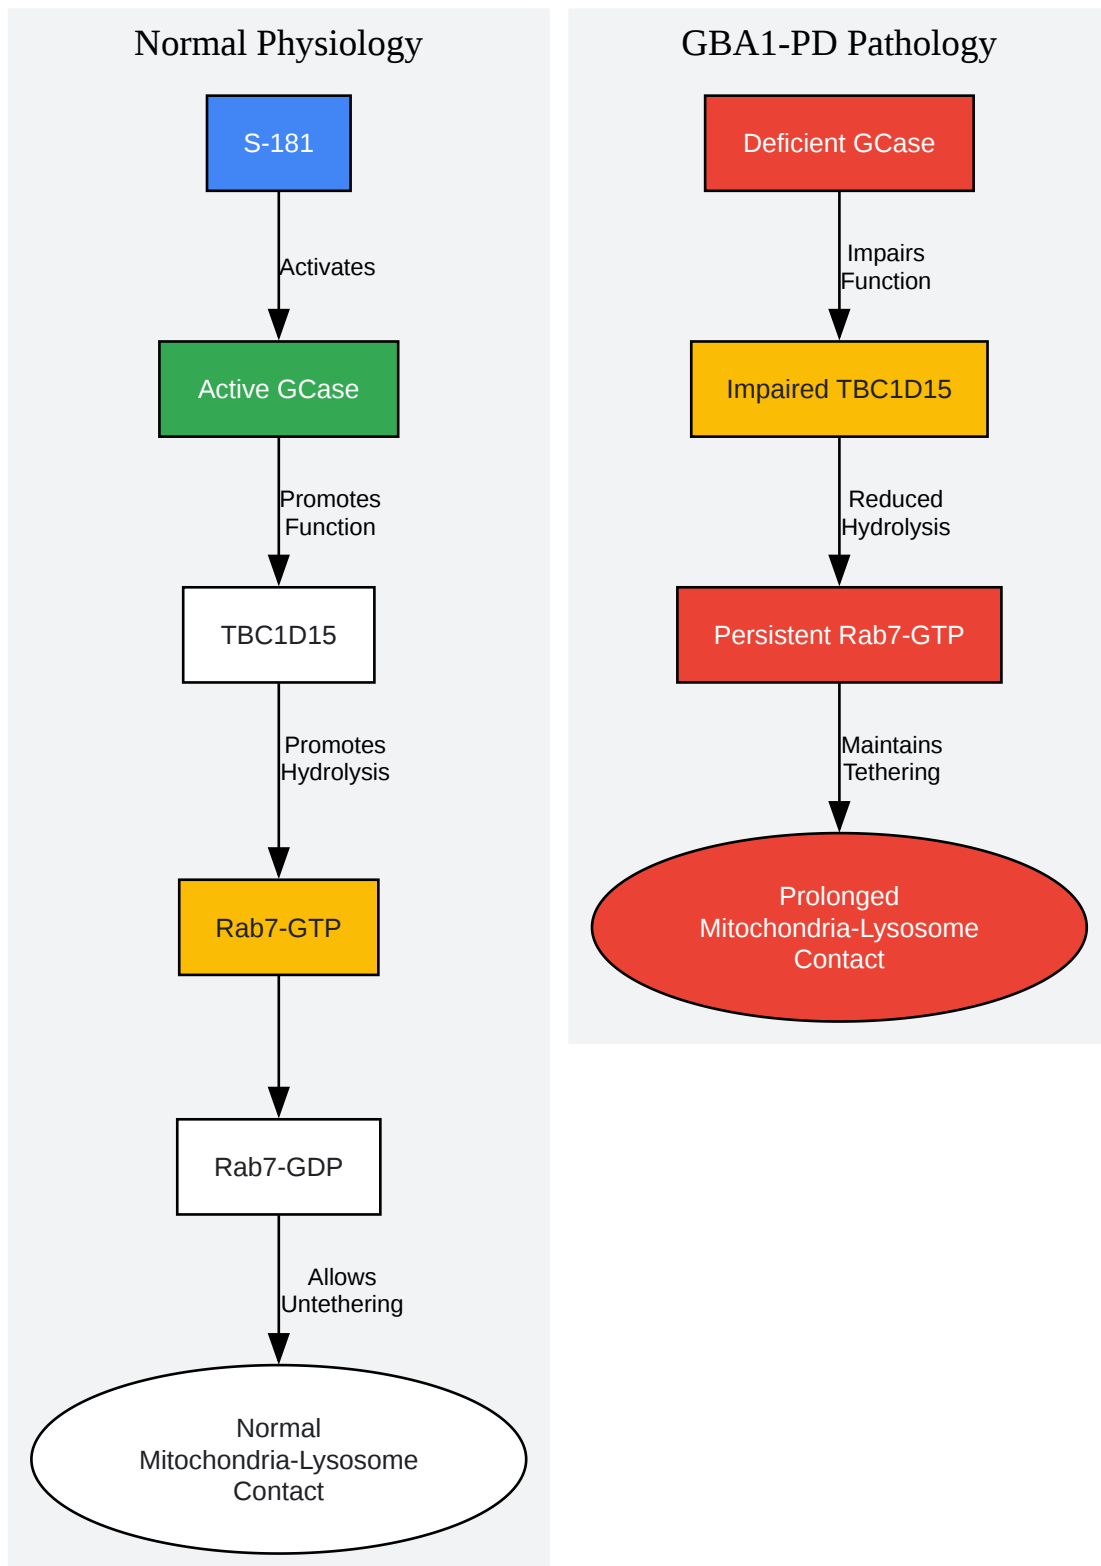 Normal Physiology
S-181
Activates
Active GCase
Promotes
Function
TBC1D15
Promotes
Hydrolysis
Rab7-GTP
Rab7-GDP
Allows
Untethering
Normal
Mitochondria-Lysosome
Contact
GBA1-PD Pathology
Deficient GCase
Impairs
Function
Impaired TBC1D15
Reduced
Hydrolysis
Persistent Rab7-GTP
Maintains
Tethering
Prolonged
Mitochondria-Lysosome
Contact